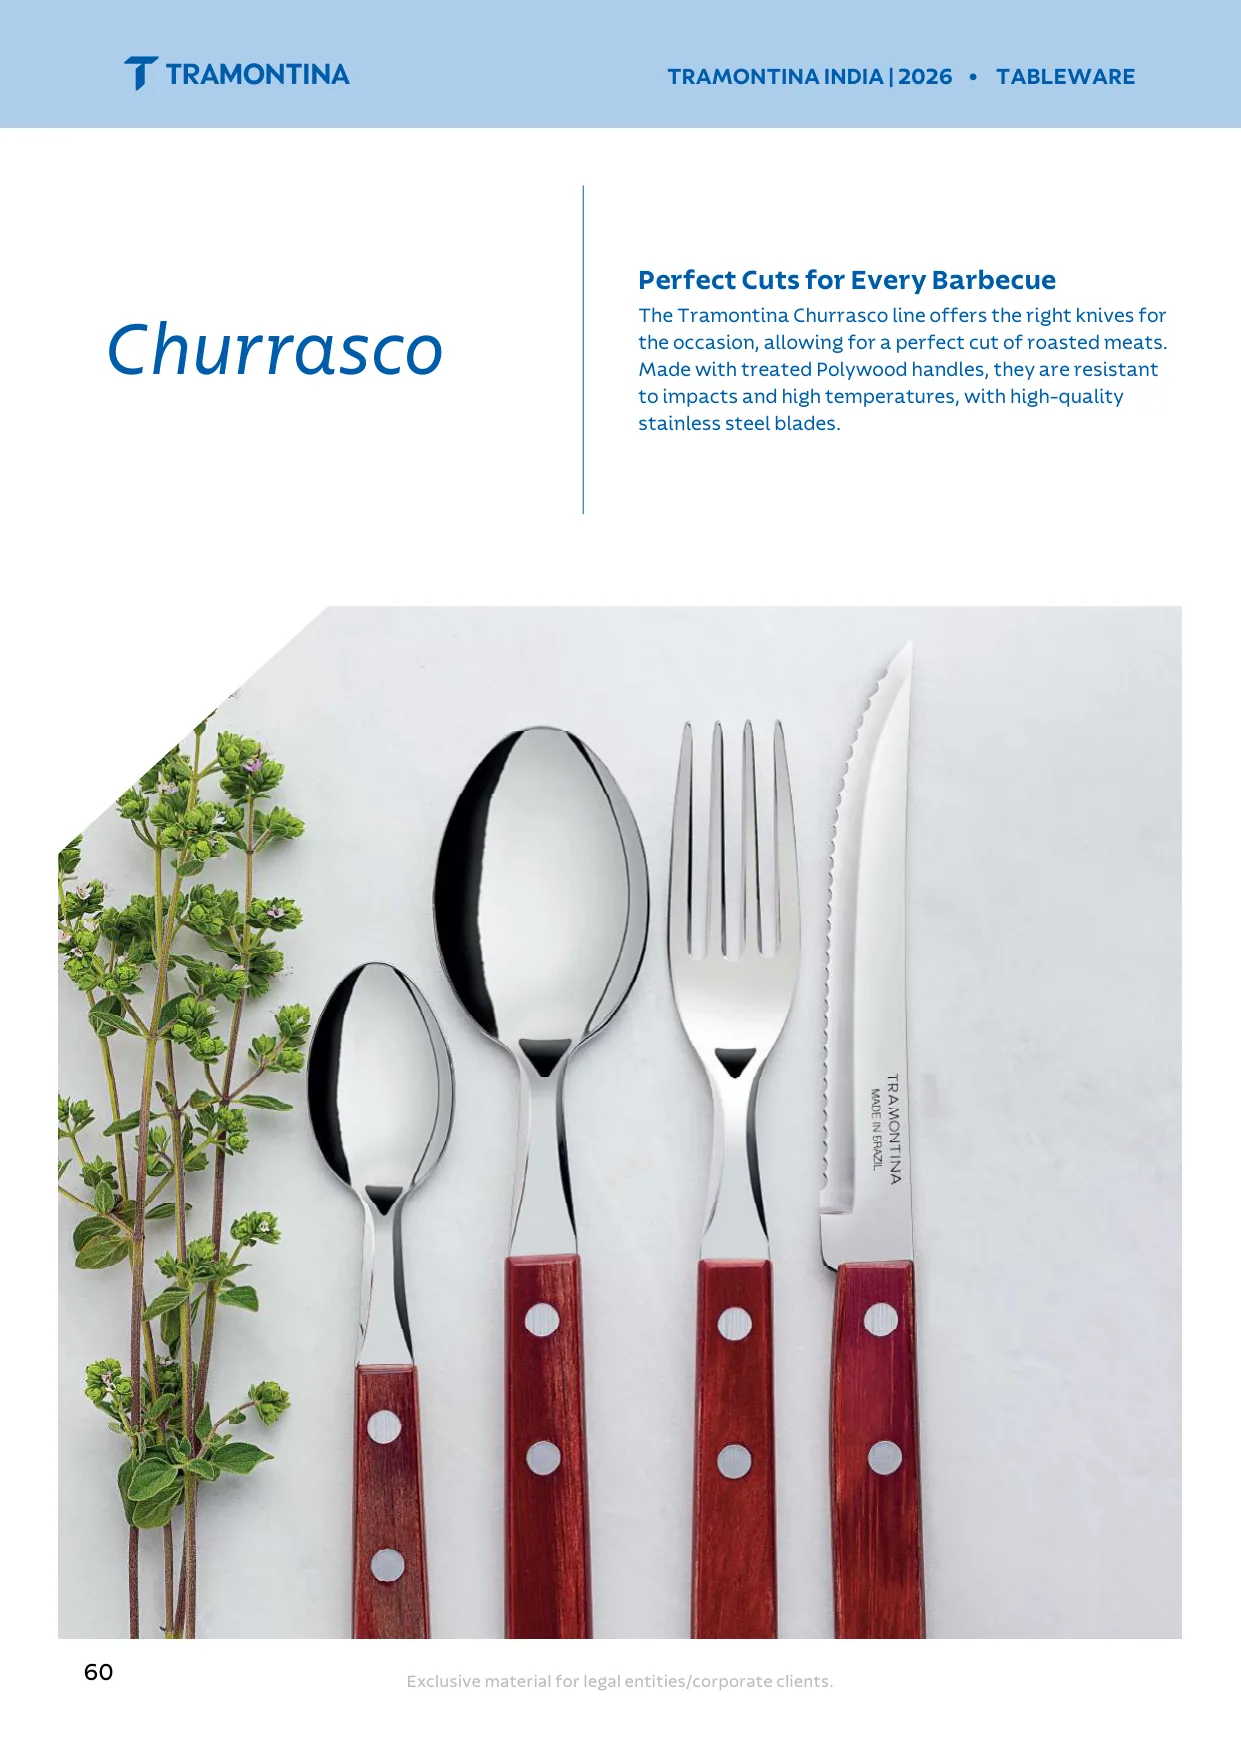 TRAMONTINA
TRAMONTINA INDIA | 2026 • TABLEWARE
Churrasco
Perfect Cuts for Every Barbecue
The Tramontina Churrasco line offers the right knives for
the occasion, allowing for a perfect cut of roasted meats.
Made with treated Polywood handles, they are resistant
to impacts and high temperatures, with high-quality
stainless steel blades.
TRAMONTINA
MADE IN BRAZIL
60
Exclusive material for legal entities/corporate clients.